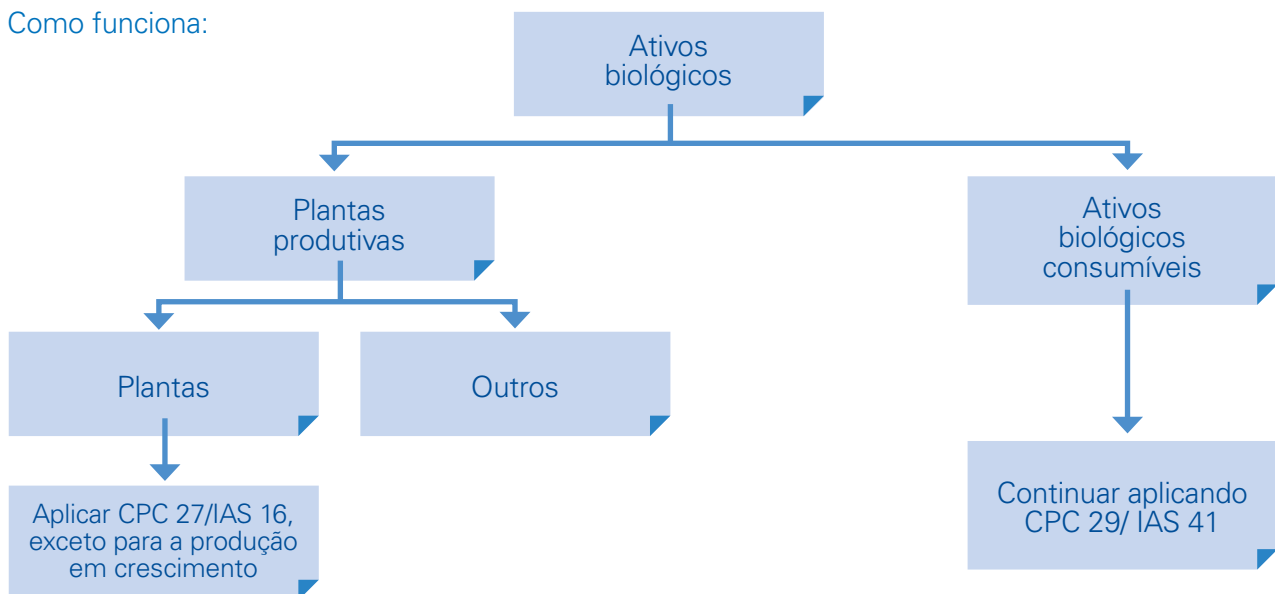 Como funciona:
Ativos
biológicos
Plantas
produtivas
Ativos
biológicos
consumíveis
Plantas
Outros
Aplicar CPC 27/IAS 16,
exceto para a produção
em crescimento
Continuar aplicando
CPC 29/ IAS 41